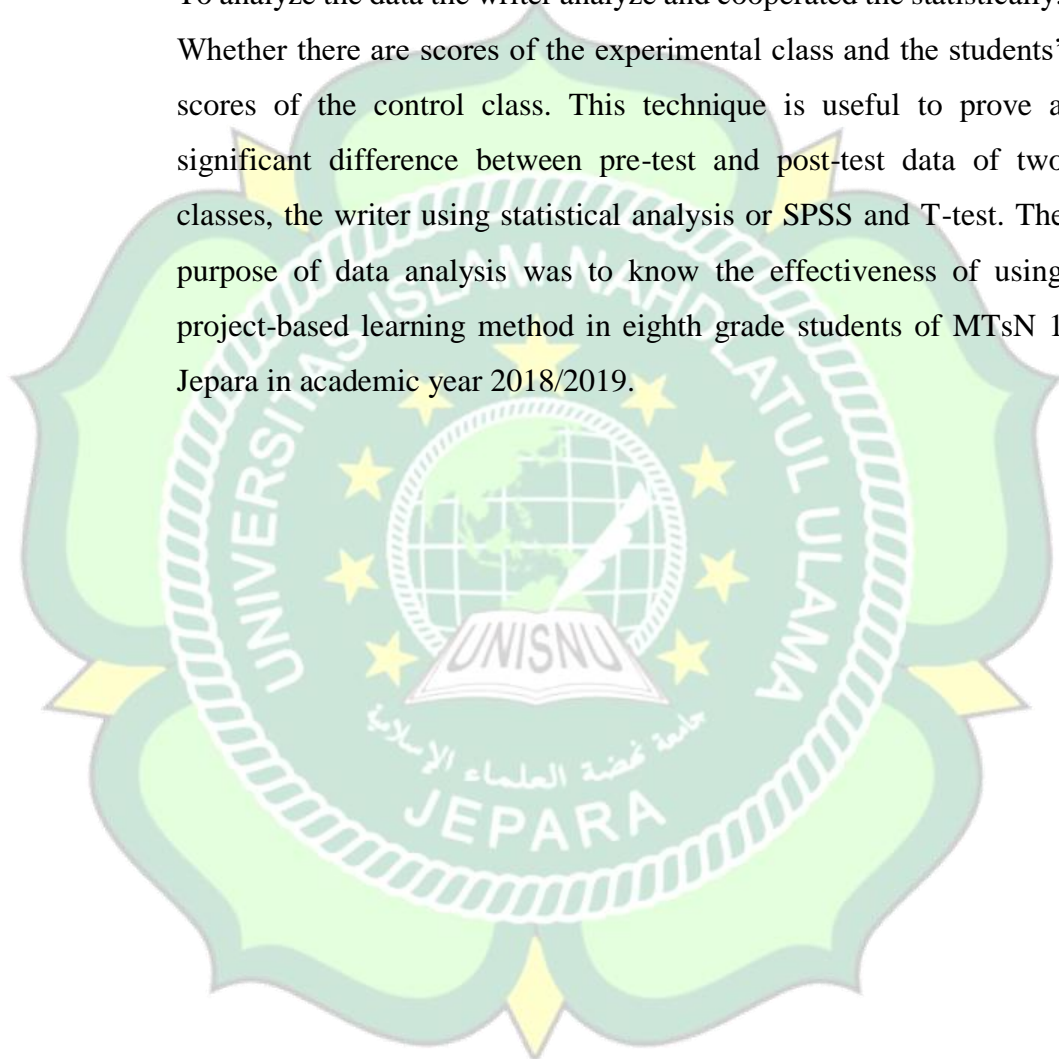 To analyze the data the writer analyze and cooperated the statistically.
Whether there are scores of the experimental class and the students’
scores of the control class. This technique is useful to prove a
significant difference between pre-test and post-test data of two
classes, the writer using statistical analysis or SPSS and T-test. The
purpose of data analysis was to know the effectiveness of using
project-based learning method in eighth grade students of MTsN 1
Jepara in academic year 2018/2019.
UNIVERSITAS ISLAM NAHDLATUL ULAMA
UNISNU
جامعة نهضة العلماء الإسلامية
JEPARA